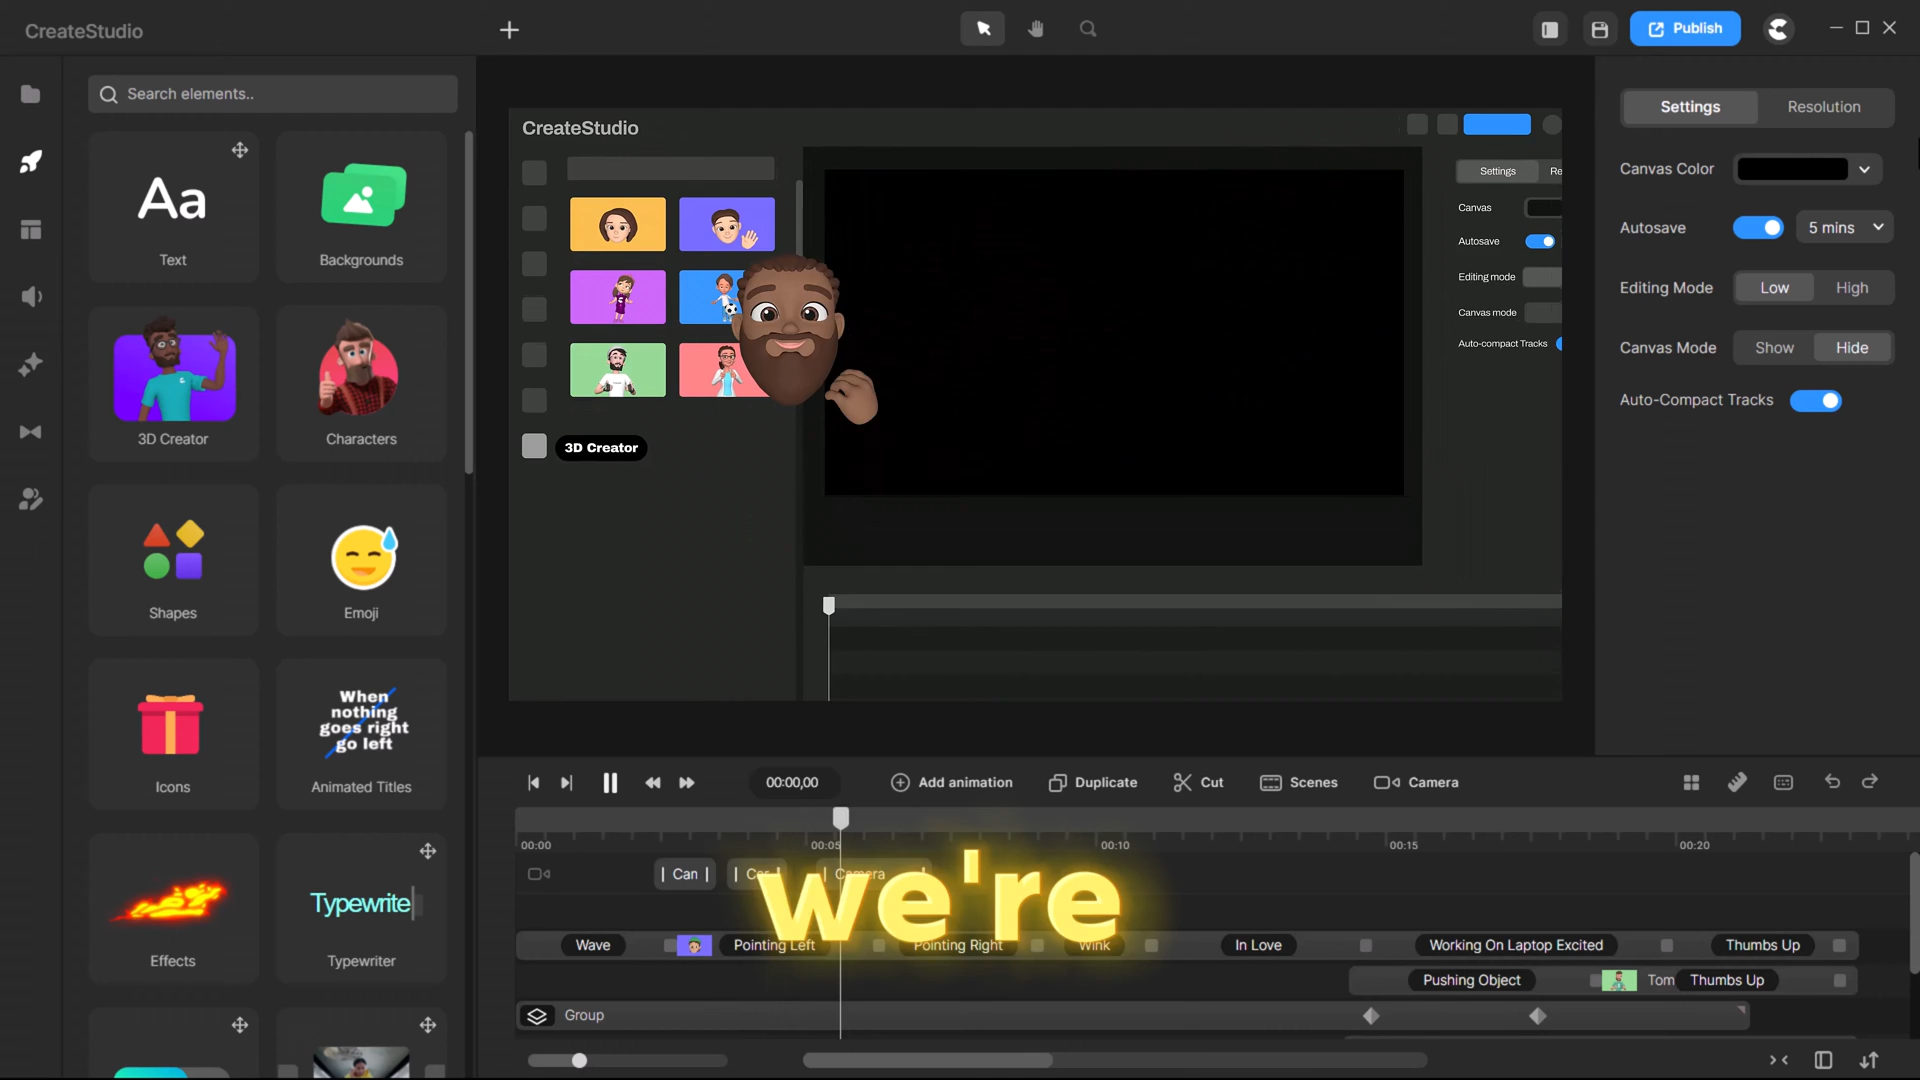 CreateStudio
Publish
Search elements..
Aa
Text
Backgrounds
3D Creator
Characters
Shapes
Emoji
Icons
When
nothing
goes right
go left
Animated Titles
Effects
Typewrite
Typewriter
CreateStudio
3D Creator
Settings
Re
Canvas
Autosave
Editing mode
Canvas mode
Auto-compact Tracks
Settings
Resolution
Canvas Color
Autosave
5 mins
Editing Mode
Low
High
Canvas Mode
Show
Hide
Auto-Compact Tracks
00:00,00
Add animation
Duplicate
Cut
Scenes
Camera
00:00
00:05
00:10
00:15
00:20
Can
Camera
we're
Wave
Pointing Left
Pointing Right
Wink
In Love
Working On Laptop Excited
Thumbs Up
Pushing Object
Tom
Thumbs Up
Group